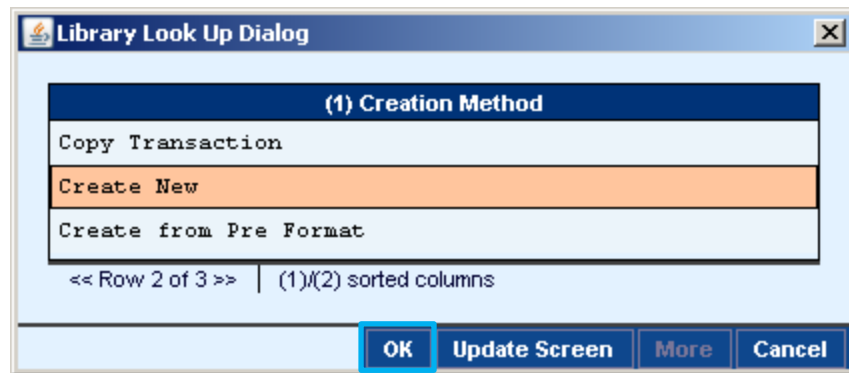 Library Look Up Dialog
(1) Creation Method
Copy Transaction
Create New
Create from Pre Format
<< Row 2 of 3 >> | (1)/(2) sorted columns
OK Update Screen More Cancel